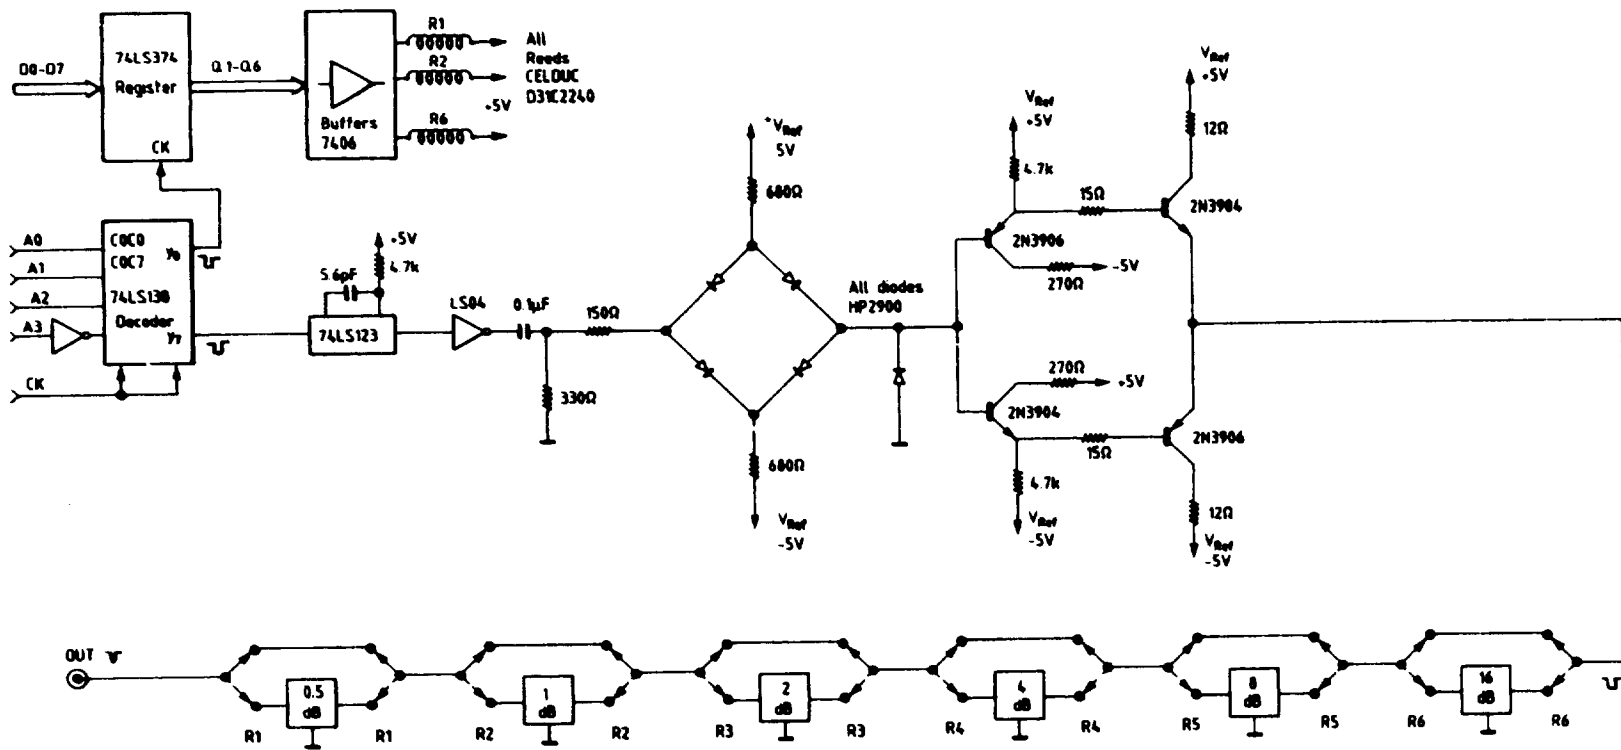 D0-D7
74LS374
Register
CK
Q.1-Q.6
Buffers
7406
R1
R2
R6
All
Reeds
CELDUC
D31C2240
+5V
A0
A1
A2
A3
CK
C0C0
C0C7
74LS138
Decoder
Y0
Y7
+5V
4.7k
5.6pF
74LS123
LS04
0.1µF
150Ω
330Ω
+VRef
5V
680Ω
680Ω
VRef
-5V
All diodes
HP2900
VRef
+5V
4.7k
2N3906
-5V
270Ω
15Ω
VRef
+5V
12Ω
2N3904
270Ω
+5V
2N3904
15Ω
4.7k
VRef
-5V
2N3906
12Ω
VRef
-5V
OUT
0.5
dB
R1
R1
1
dB
R2
R2
2
dB
R3
R3
4
dB
R4
R4
8
dB
R5
R5
16
dB
R6
R6